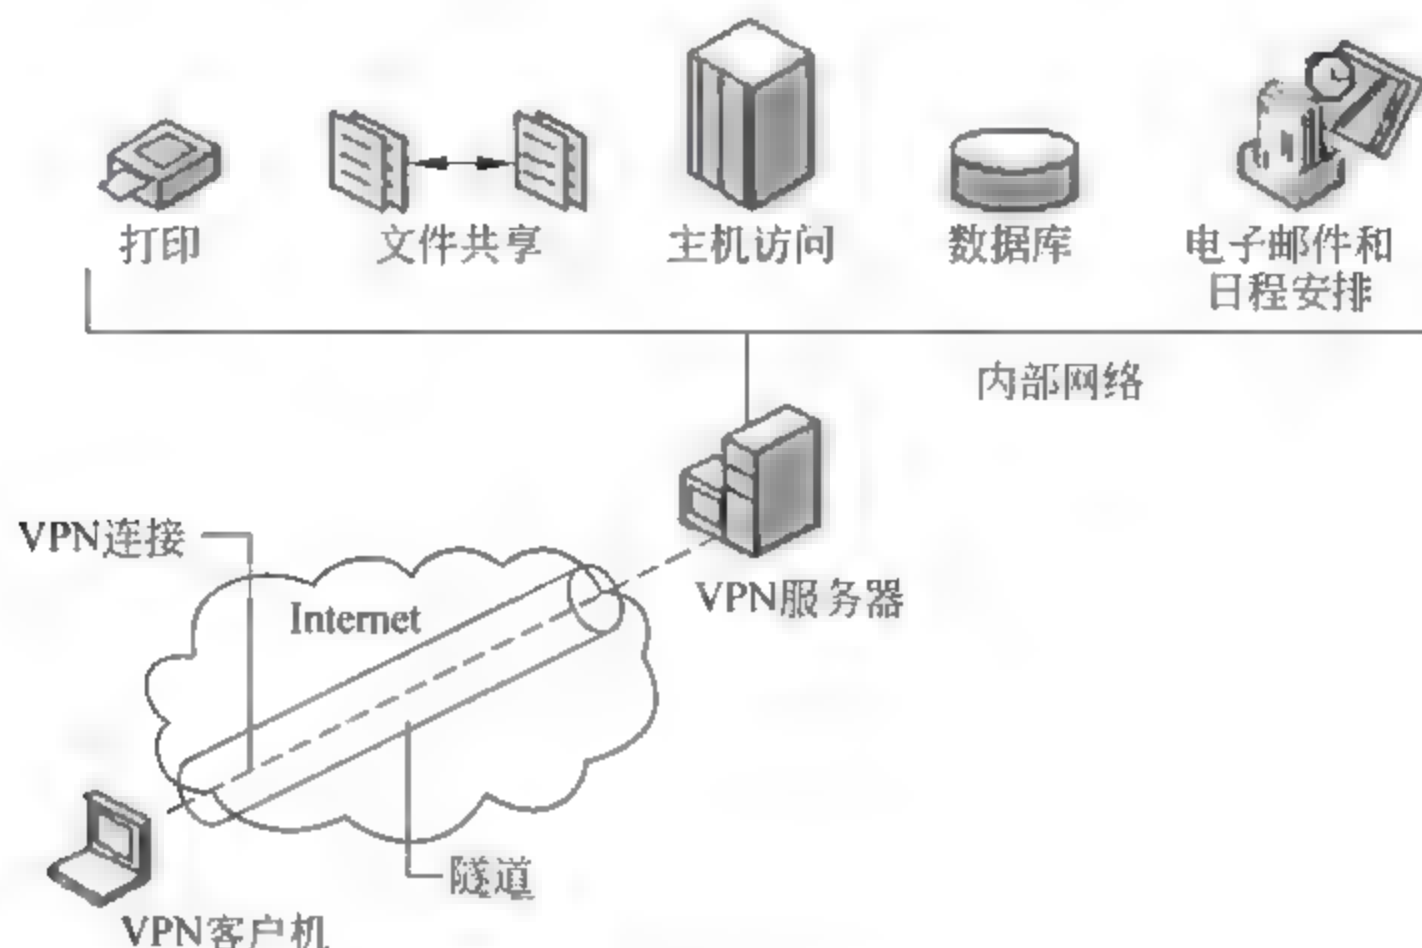 打印
文件共享
主机访问
数据库
电子邮件和
日程安排
内部网络
VPN连接
Internet
VPN服务器
隧道
VPN客户机